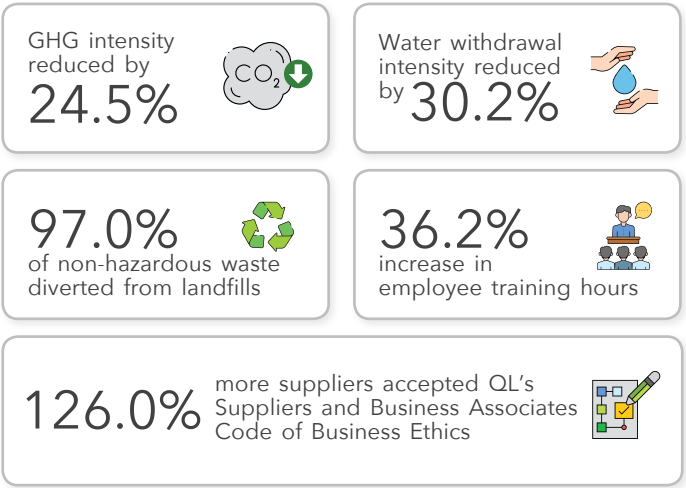 GHG intensity
reduced by
24.5%
CO2
Water withdrawal
intensity reduced
by 30.2%
97.0%
of non-hazardous waste
diverted from landfills
36.2%
increase in
employee training hours
126.0%
more suppliers accepted QL’s
Suppliers and Business Associates
Code of Business Ethics